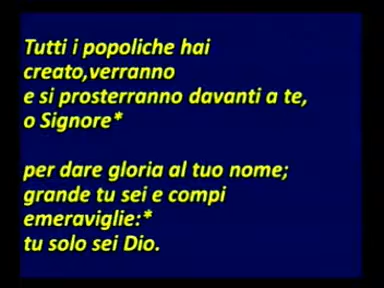 Tutti i popoliche hai
creato,verranno
e si prosterranno davanti a te,
o Signore*
per dare gloria al tuo nome;
grande tu sei e compi
emeraviglie:*
tu solo sei Dio.